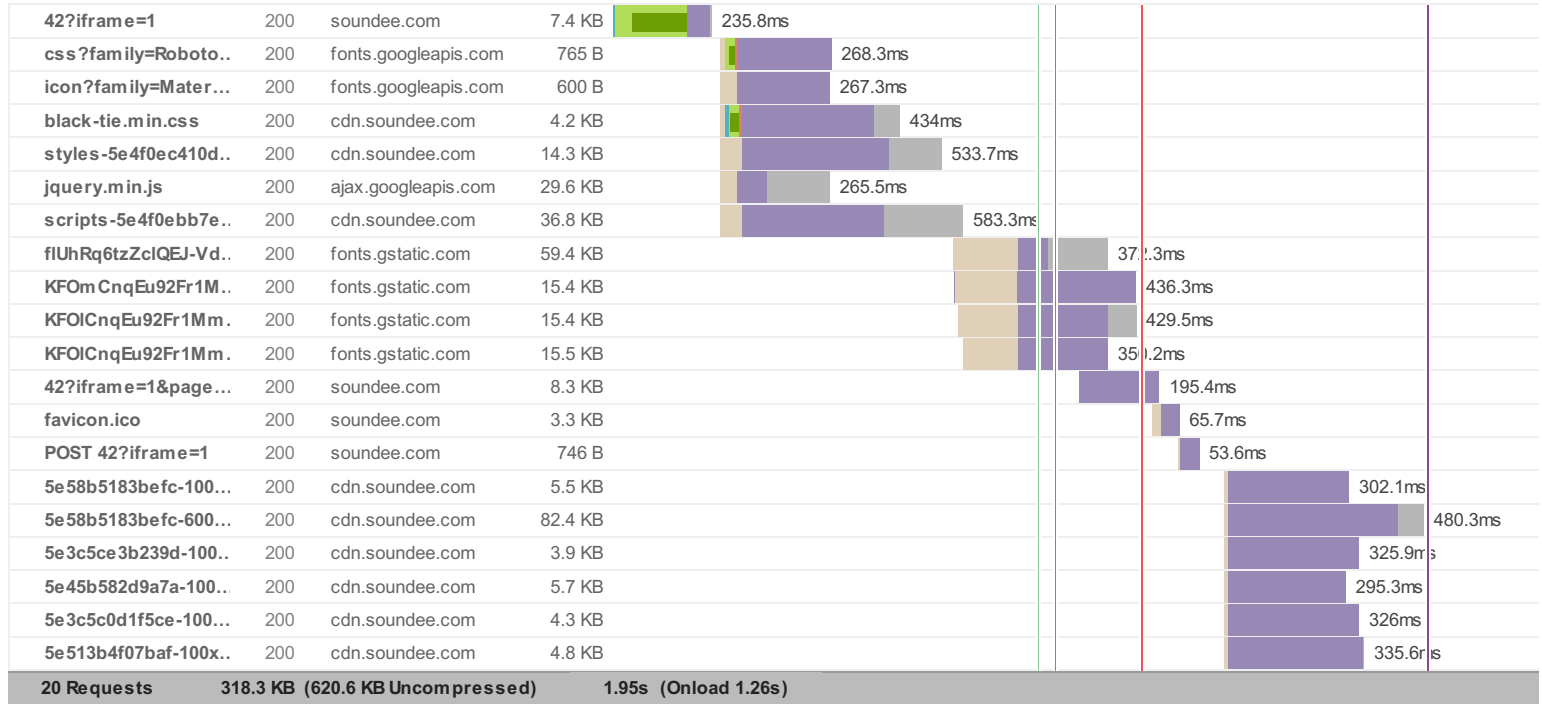 42?iframe=1 200 soundee.com 7.4 KB 235.8ms
css?family=Roboto.. 200 fonts.googleapis.com 765 B 268.3ms
icon?family=Mater... 200 fonts.googleapis.com 600 B 267.3ms
black-tie.min.css 200 cdn.soundee.com 4.2 KB 434ms
styles-5e4f0ec410d.. 200 cdn.soundee.com 14.3 KB 533.7ms
jquery.min.js 200 ajax.googleapis.com 29.6 KB 265.5ms
scripts-5e4f0ebb7e.. 200 cdn.soundee.com 36.8 KB 583.3ms
flUhRq6tzZclQEJ-Vd.. 200 fonts.gstatic.com 59.4 KB 372.3ms
KFOmCnqEu92Fr1M.. 200 fonts.gstatic.com 15.4 KB 436.3ms
KFOlCnqEu92Fr1Mm. 200 fonts.gstatic.com 15.4 KB 429.5ms
KFOlCnqEu92Fr1Mm. 200 fonts.gstatic.com 15.5 KB 350.2ms
42?iframe=1&page... 200 soundee.com 8.3 KB 195.4ms
favicon.ico 200 soundee.com 3.3 KB 65.7ms
POST 42?iframe=1 200 soundee.com 746 B 53.6ms
5e58b5183befc-100... 200 cdn.soundee.com 5.5 KB 302.1ms
5e58b5183befc-600... 200 cdn.soundee.com 82.4 KB 480.3ms
5e3c5ce3b239d-100.. 200 cdn.soundee.com 3.9 KB 325.9ms
5e45b582d9a7a-100.. 200 cdn.soundee.com 5.7 KB 295.3ms
5e3c5c0d1f5ce-100... 200 cdn.soundee.com 4.3 KB 326ms
5e513b4f07baf-100x.. 200 cdn.soundee.com 4.8 KB 335.6ms
20 Requests 318.3 KB (620.6 KB Uncompressed) 1.95s (Onload 1.26s)